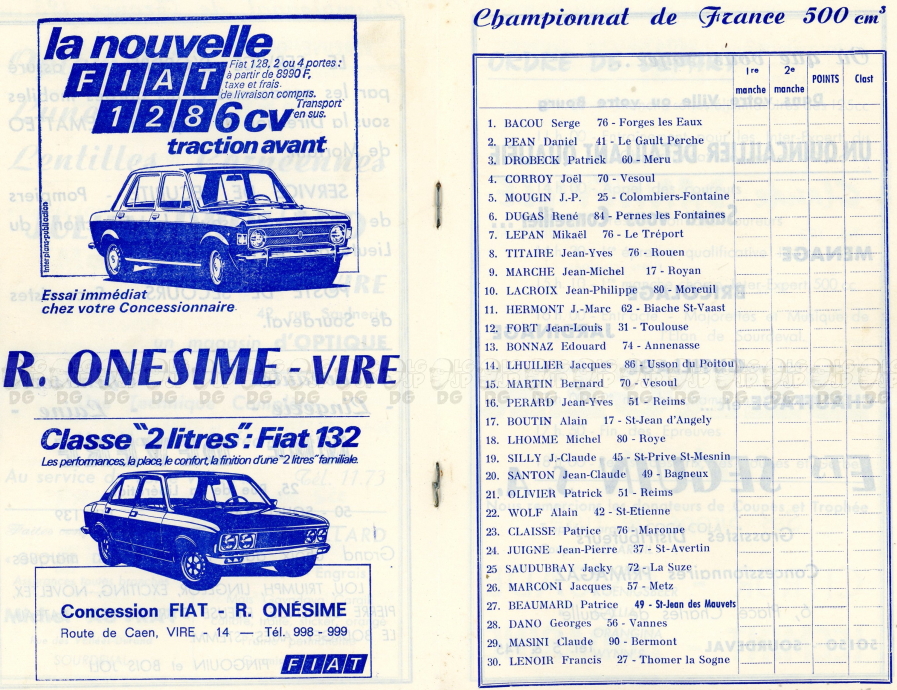 la nouvelle
FIAT
128 6 cv
Fiat 128, 2 ou 4 portes :
à partir de 8990 F,
taxe et frais
de livraison compris.
Transport
en sus.
traction avant
Interplans-publication
Essai immédiat
chez votre Concessionnaire
R. ONESIME - VIRE
Classe "2 litres": Fiat 132
Les performances, la place, le confort, la finition d'une "2 litres" familiale.
Concession FIAT - R. ONÉSIME
Route de Caen, VIRE - 14 — Tél. 998 - 999
FIAT
Championnat de France 500 cm³
1re manche 2e manche POINTS Clast
1. BACOU Serge 76 - Forges les Eaux
2. PEAN Daniel 41 - Le Gault Perche
3. DROBECK Patrick 60 - Meru
4. CORROY Joël 70 - Vesoul
5. MOUGIN J.-P. 25 - Colombiers-Fontaine
6. DUGAS René 84 - Pernes les Fontaines
7. LEPAN Mikaël 76 - Le Tréport
8. TITAIRE Jean-Yves 76 - Rouen
9. MARCHE Jean-Michel 17 - Royan
10. LACROIX Jean-Philippe 80 - Moreuil
11. HERMONT J.-Marc 62 - Biache St-Vaast
12. FORT Jean-Louis 31 - Toulouse
13. BONNAZ Edouard 74 - Annenasse
14. LHUILIER Jacques 86 - Usson du Poitou
15. MARTIN Bernard 70 - Vesoul
16. PERARD Jean-Yves 51 - Reims
17. BOUTIN Alain 17 - St-Jean d'Angely
18. LHOMME Michel 80 - Roye
19. SILLY J.-Claude 45 - St-Prive St-Mesnin
20. SANTON Jean-Claude 49 - Bagneux
21. OLIVIER Patrick 51 - Reims
22. WOLF Alain 42 - St-Etienne
23. CLAISSE Patrice 76 - Maronne
24. JUIGNE Jean-Pierre 37 - St-Avertin
25 SAUDUBRAY Jacky 72 - La Suze
26. MARCONI Jacques 57 - Metz
27. BEAUMARD Patrice 49 - St-Jean des Mauvets
28. DANO Georges 56 - Vannes
29. MASINI Claude 90 - Bermont
30. LENOIR Francis 27 - Thomer la Sogne